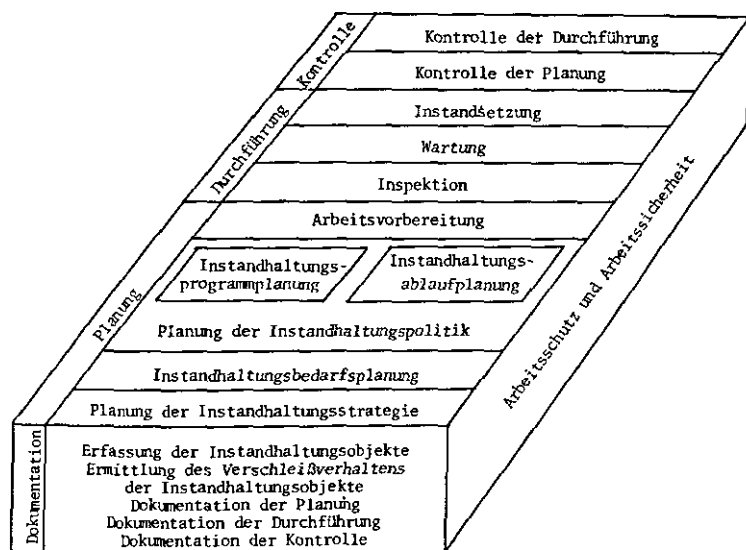 Kontrolle
Kontrolle der Durchführung
Kontrolle der Planung
Durchführung
Instandsetzung
Wartung
Inspektion
Planung
Arbeitsvorbereitung
Instandhaltungs-
programmplanung
Instandhaltungs-
ablaufplanung
Planung der Instandhaltungspolitik
Instandhaltungsbedarfsplanung
Planung der Instandhaltungsstrategie
Arbeitsschutz und Arbeitssicherheit
Dokumentation
Erfassung der Instandhaltungsobjekte
Ermittlung des Verschleißverhaltens
der Instandhaltungsobjekte
Dokumentation der Planung
Dokumentation der Durchführung
Dokumentation der Kontrolle